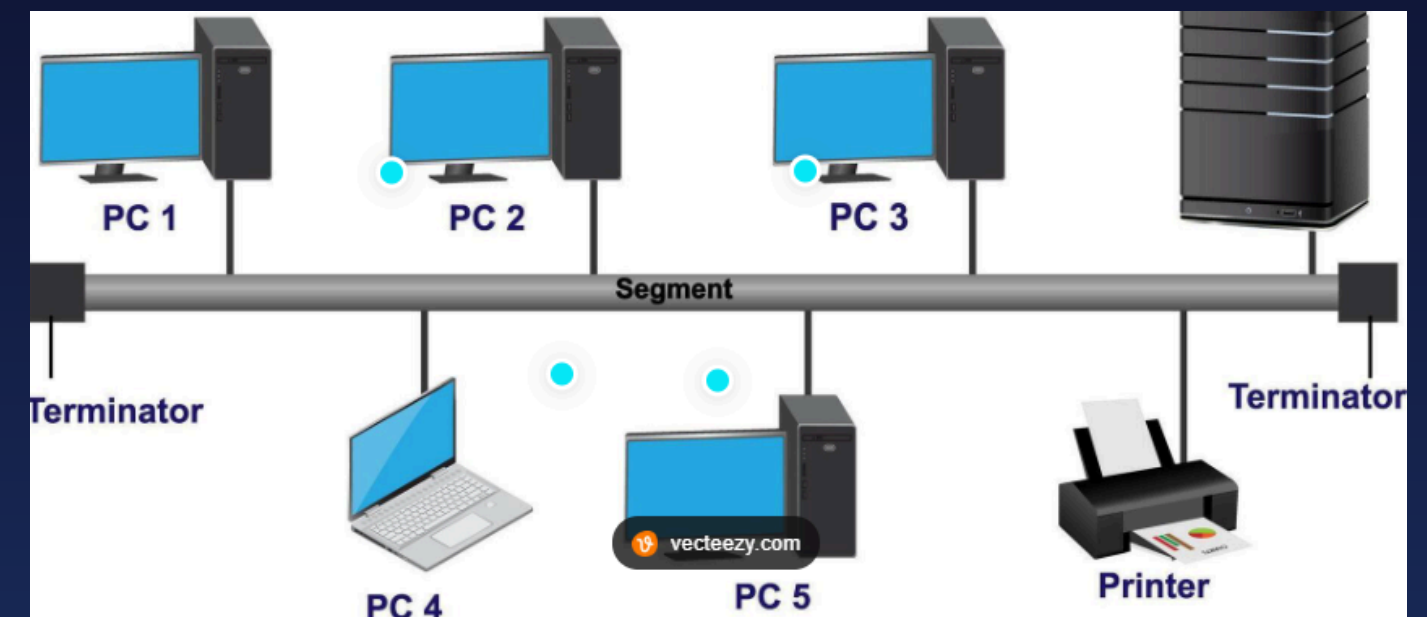 PC 1
PC 2
PC 3
Segment
Terminator
Terminator
vecteezy.com
PC 4
PC 5
Printer